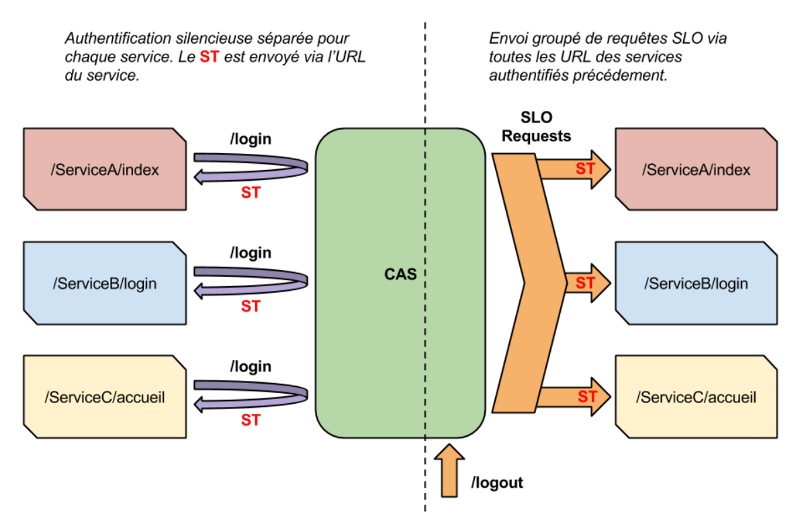 Authentification silencieuse séparée pour
chaque service. Le ST est envoyé via l'URL
du service.
Envoi groupé de requêtes SLO via
toutes les URL des services
authentifiés précédement.
SLO
Requests
/ServiceA/index
/login
ST
ST
/ServiceA/index
/ServiceB/login
/login
ST
CAS
ST
/ServiceB/login
/ServiceC/accueil
/login
ST
ST
/ServiceC/accueil
/logout